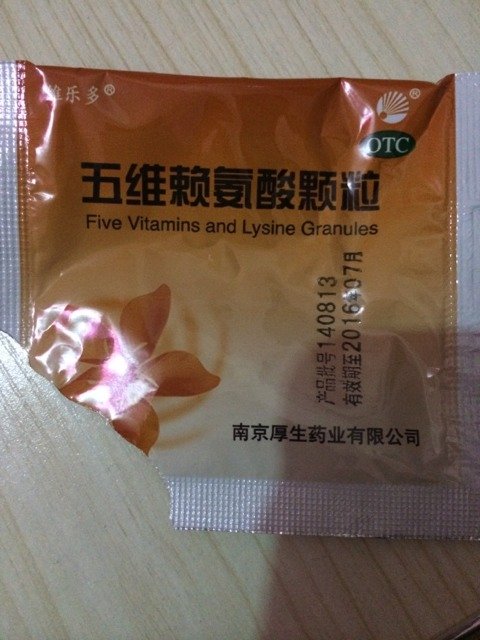 维乐多®
®
OTC
五维赖氨酸颗粒
Five Vitamins and Lysine Granules
产品批号140813
有效期至2016年07月
南京厚生药业有限公司